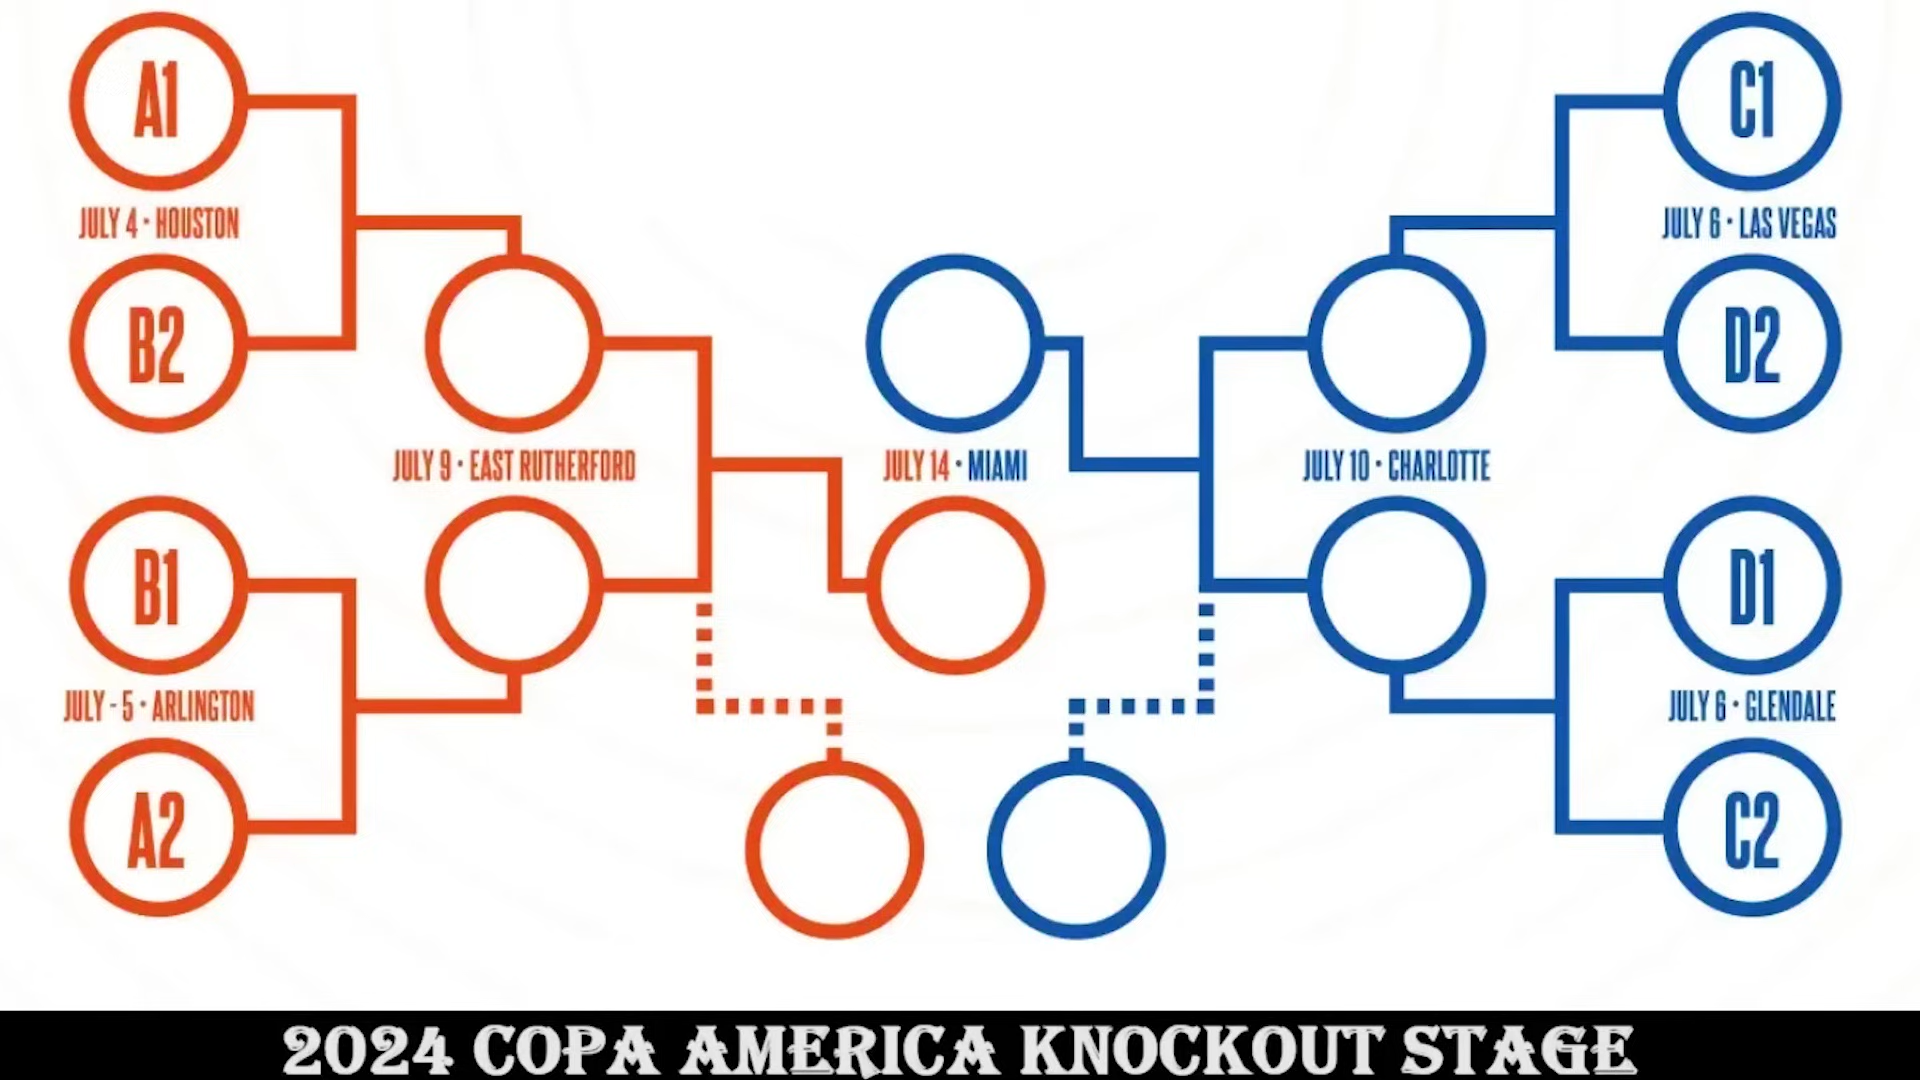 A1
JULY 4 · HOUSTON
B2
B1
JULY - 5 · ARLINGTON
A2
JULY 9 · EAST RUTHERFORD
JULY 14 · MIAMI
JULY 10 · CHARLOTTE
C1
JULY 6 · LAS VEGAS
D2
D1
JULY 6 · GLENDALE
C2
2024 COPA AMERICA KNOCKOUT STAGE